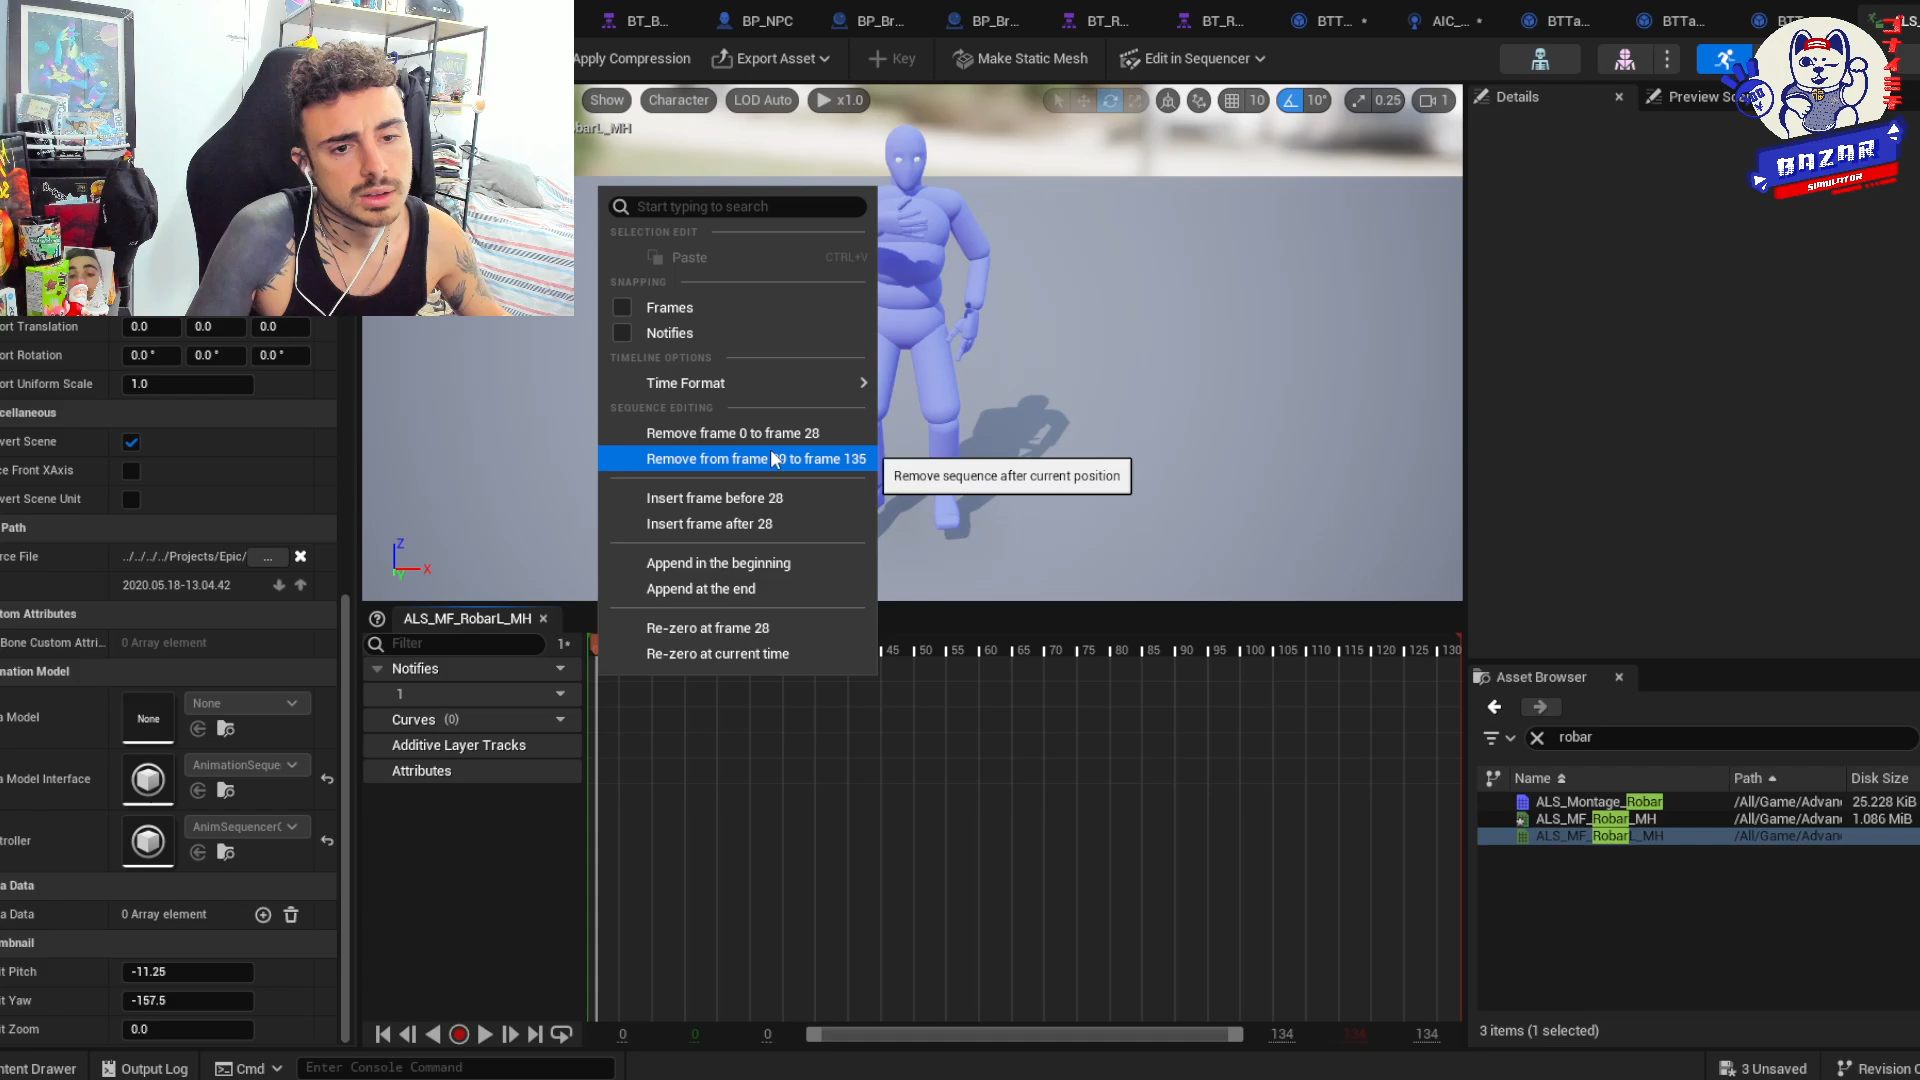 BT_B...
BP_NPC
BP_Br...
BP_Br...
BT_R...
BT_R...
BTT... •
AIC_... •
BTTa...
BTTa...
Apply Compression
Export Asset
Key
Make Static Mesh
Edit in Sequencer
Show
Character
LOD Auto
x1.0
10
10°
0.25
1
Details
BAZAR
SIMULATOR
Start typing to search
SELECTION EDIT
Paste
CTRL+V
SNAPPING
Frames
Notifies
TIMELINE OPTIONS
Time Format
SEQUENCE EDITING
Remove frame 0 to frame 28
Remove from frame 29 to frame 135
Remove sequence after current position
Insert frame before 28
Insert frame after 28
Append in the beginning
Append at the end
Re-zero at frame 28
Re-zero at current time
ort Translation
0.0
0.0
0.0
ort Rotation
0.0 °
0.0 °
0.0 °
ort Uniform Scale
1.0
cellaneous
vert Scene
ce Front XAxis
vert Scene Unit
Path
rce File
../../../../Projects/Epic/
...
2020.05.18-13.04.42
tom Attributes
Bone Custom Attri...
0 Array element
mation Model
a Model
None
None
a Model Interface
AnimationSeque
troller
AnimSequencerC
a Data
a Data
0 Array element
mbnail
it Pitch
-11.25
it Yaw
-157.5
it Zoom
0.0
Z
X
Y
ALS_MF_RobarL_MH
Filter
1•
Notifies
1
Curves (0)
Additive Layer Tracks
Attributes
45 50 55 60 65 70 75 80 85 90 95 100 105 110 115 120 125 130
0
0
0
134
134
134
Asset Browser
robar
Name
Path
Disk Size
ALS_Montage_Robar
/All/Game/Advan
25.228 KiB
ALS_MF_Robar_MH
/All/Game/Advan
1.086 MiB
ALS_MF_RobarL_MH
/All/Game/Advan
3 items (1 selected)
ntent Drawer
Output Log
Cmd
Enter Console Command
3 Unsaved
Revision C